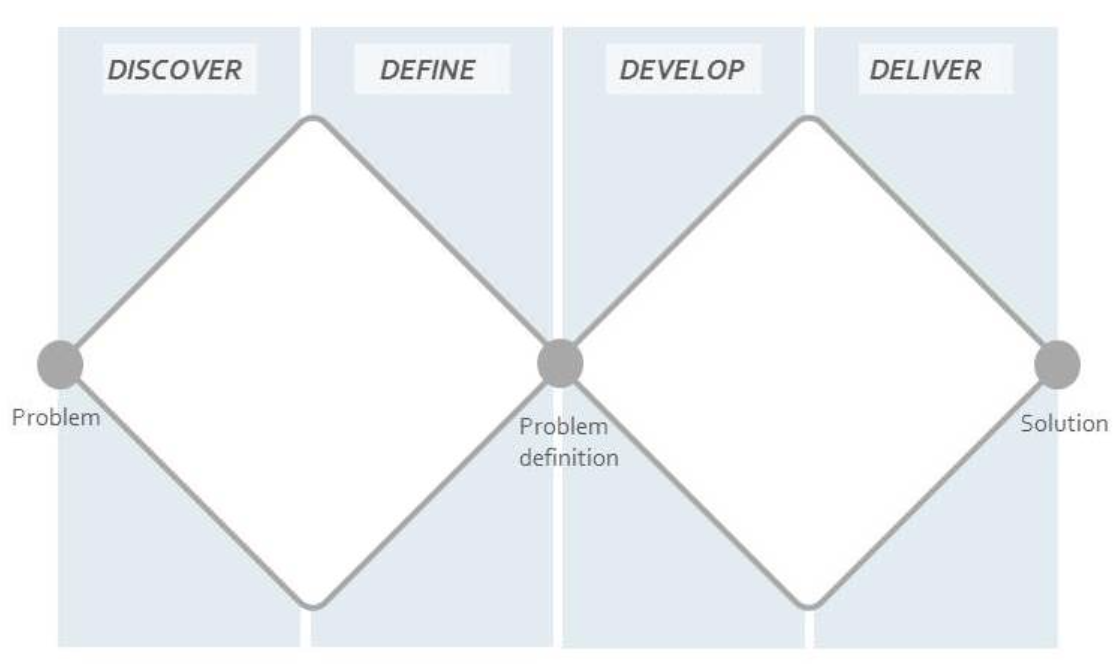 DISCOVER
DEFINE
DEVELOP
DELIVER
Problem
Problem
definition
Solution